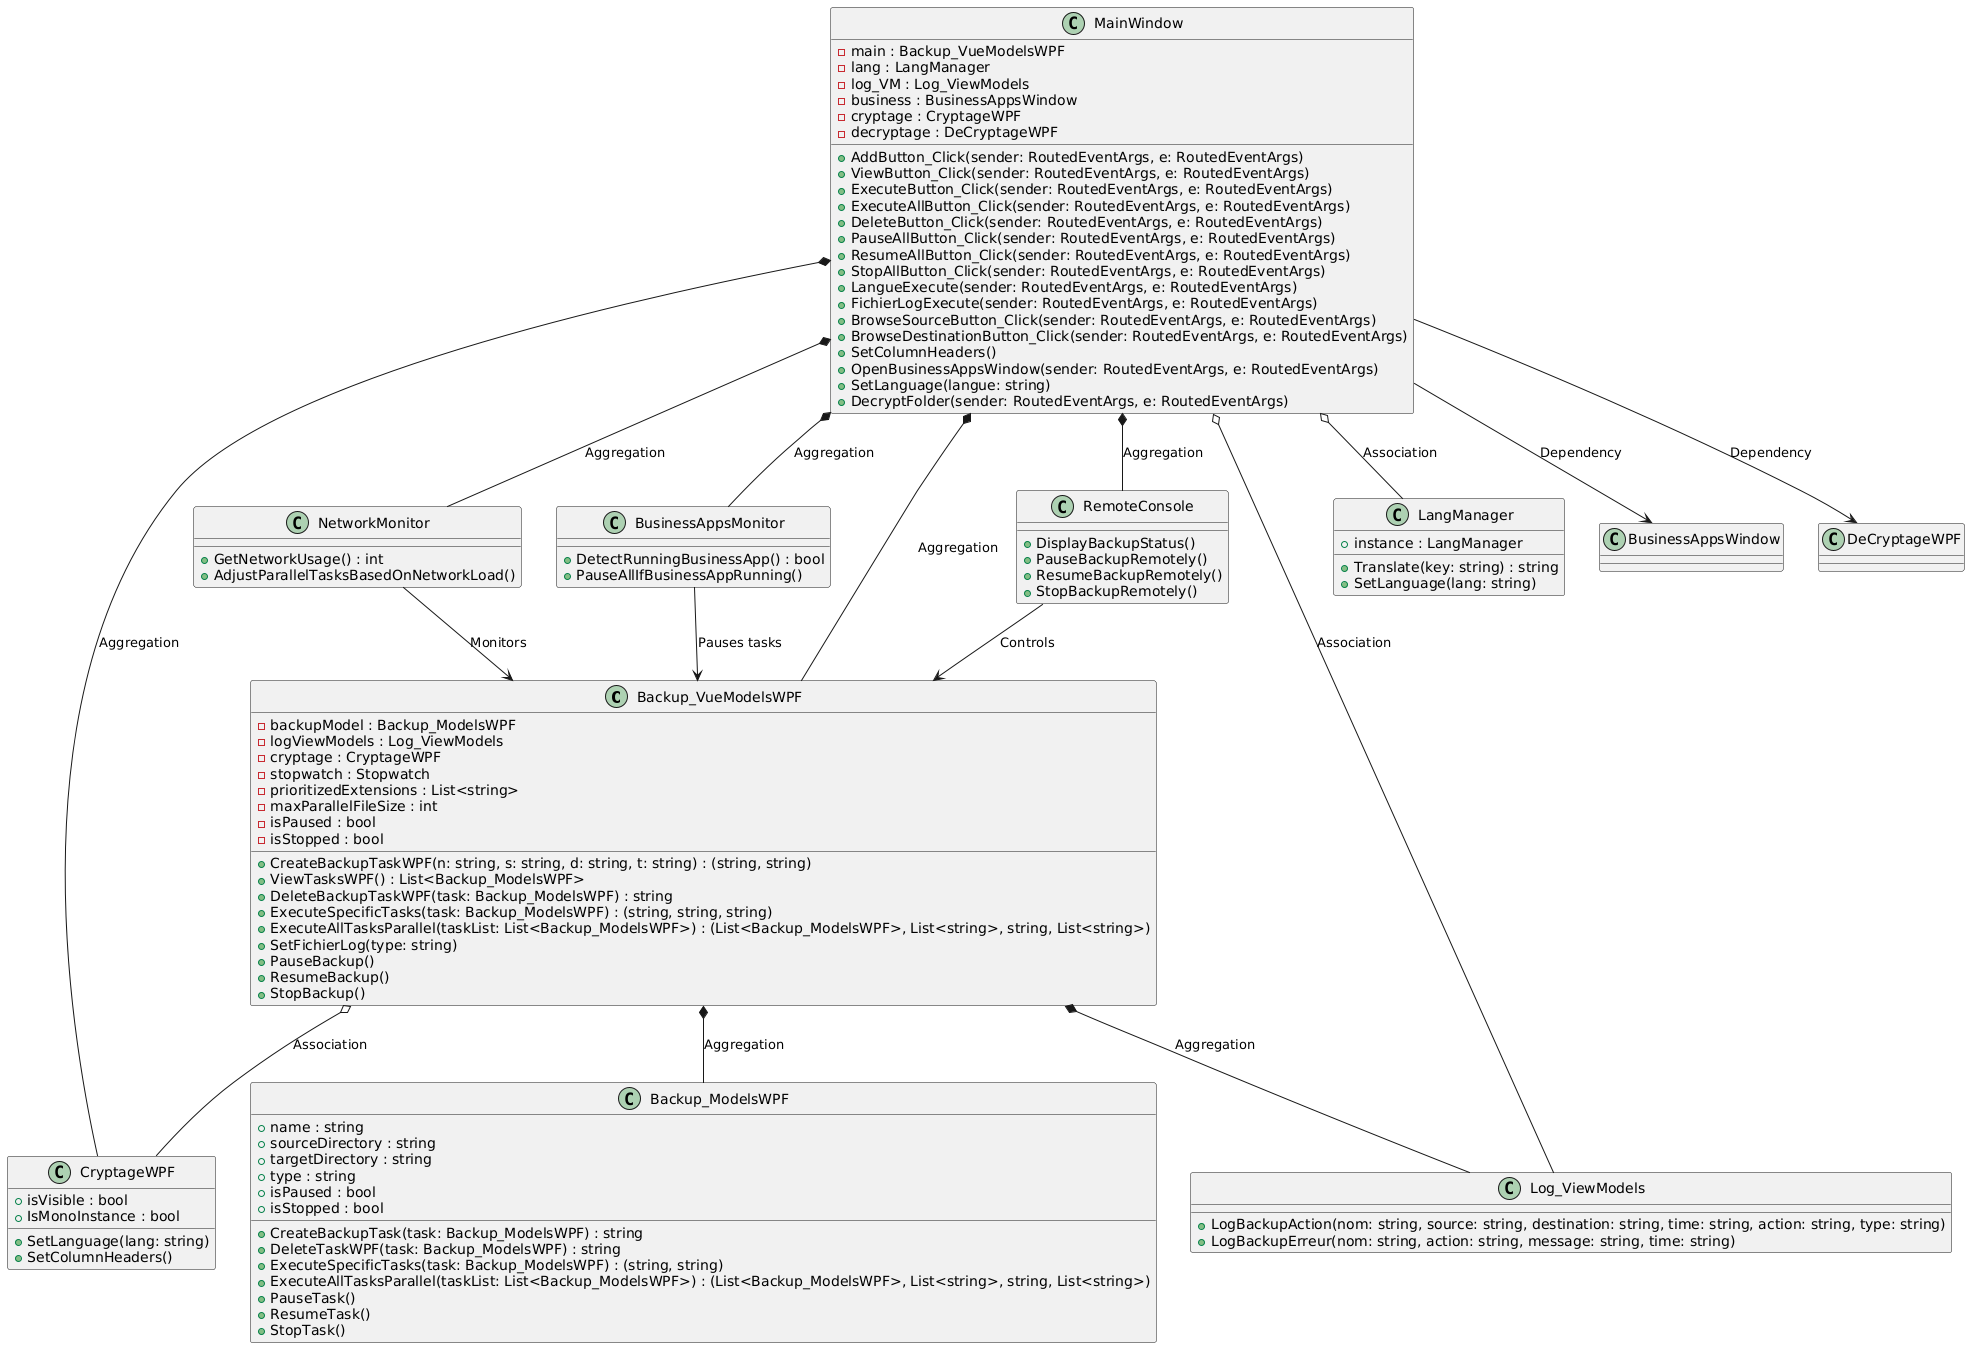 MainWindow
main : Backup_VueModelsWPF
lang : LangManager
log_VM : Log_ViewModels
business : BusinessAppsWindow
cryptage : CryptageWPF
decryptage : DeCryptageWPF
AddButton_Click(sender: RoutedEventArgs, e: RoutedEventArgs)
ViewButton_Click(sender: RoutedEventArgs, e: RoutedEventArgs)
ExecuteButton_Click(sender: RoutedEventArgs, e: RoutedEventArgs)
ExecuteAllButton_Click(sender: RoutedEventArgs, e: RoutedEventArgs)
DeleteButton_Click(sender: RoutedEventArgs, e: RoutedEventArgs)
PauseAllButton_Click(sender: RoutedEventArgs, e: RoutedEventArgs)
ResumeAllButton_Click(sender: RoutedEventArgs, e: RoutedEventArgs)
StopAllButton_Click(sender: RoutedEventArgs, e: RoutedEventArgs)
LangueExecute(sender: RoutedEventArgs, e: RoutedEventArgs)
FichierLogExecute(sender: RoutedEventArgs, e: RoutedEventArgs)
BrowseSourceButton_Click(sender: RoutedEventArgs, e: RoutedEventArgs)
BrowseDestinationButton_Click(sender: RoutedEventArgs, e: RoutedEventArgs)
SetColumnHeaders()
OpenBusinessAppsWindow(sender: RoutedEventArgs, e: RoutedEventArgs)
SetLanguage(langue: string)
DecryptFolder(sender: RoutedEventArgs, e: RoutedEventArgs)
Aggregation
Aggregation
Aggregation
Association
Dependency
Dependency
Aggregation
NetworkMonitor
GetNetworkUsage() : int
AdjustParallelTasksBasedOnNetworkLoad()
BusinessAppsMonitor
DetectRunningBusinessApp() : bool
PauseAllIfBusinessAppRunning()
RemoteConsole
DisplayBackupStatus()
PauseBackupRemotely()
ResumeBackupRemotely()
StopBackupRemotely()
LangManager
instance : LangManager
Translate(key: string) : string
SetLanguage(lang: string)
BusinessAppsWindow
DeCryptageWPF
Aggregation
Monitors
Pauses tasks
Controls
Association
Backup_VueModelsWPF
backupModel : Backup_ModelsWPF
logViewModels : Log_ViewModels
cryptage : CryptageWPF
stopwatch : Stopwatch
prioritizedExtensions : List<string>
maxParallelFileSize : int
isPaused : bool
isStopped : bool
CreateBackupTaskWPF(n: string, s: string, d: string, t: string) : (string, string)
ViewTasksWPF() : List<Backup_ModelsWPF>
DeleteBackupTaskWPF(task: Backup_ModelsWPF) : string
ExecuteSpecificTasks(task: Backup_ModelsWPF) : (string, string, string)
ExecuteAllTasksParallel(taskList: List<Backup_ModelsWPF>) : (List<Backup_ModelsWPF>, List<string>, string, List<string>)
SetFichierLog(type: string)
PauseBackup()
ResumeBackup()
StopBackup()
Association
Aggregation
Aggregation
CryptageWPF
isVisible : bool
IsMonoInstance : bool
SetLanguage(lang: string)
SetColumnHeaders()
Backup_ModelsWPF
name : string
sourceDirectory : string
targetDirectory : string
type : string
isPaused : bool
isStopped : bool
CreateBackupTask(task: Backup_ModelsWPF) : string
DeleteTaskWPF(task: Backup_ModelsWPF) : string
ExecuteSpecificTasks(task: Backup_ModelsWPF) : (string, string)
ExecuteAllTasksParallel(taskList: List<Backup_ModelsWPF>) : (List<Backup_ModelsWPF>, List<string>, string, List<string>)
PauseTask()
ResumeTask()
StopTask()
Log_ViewModels
LogBackupAction(nom: string, source: string, destination: string, time: string, action: string, type: string)
LogBackupErreur(nom: string, action: string, message: string, time: string)